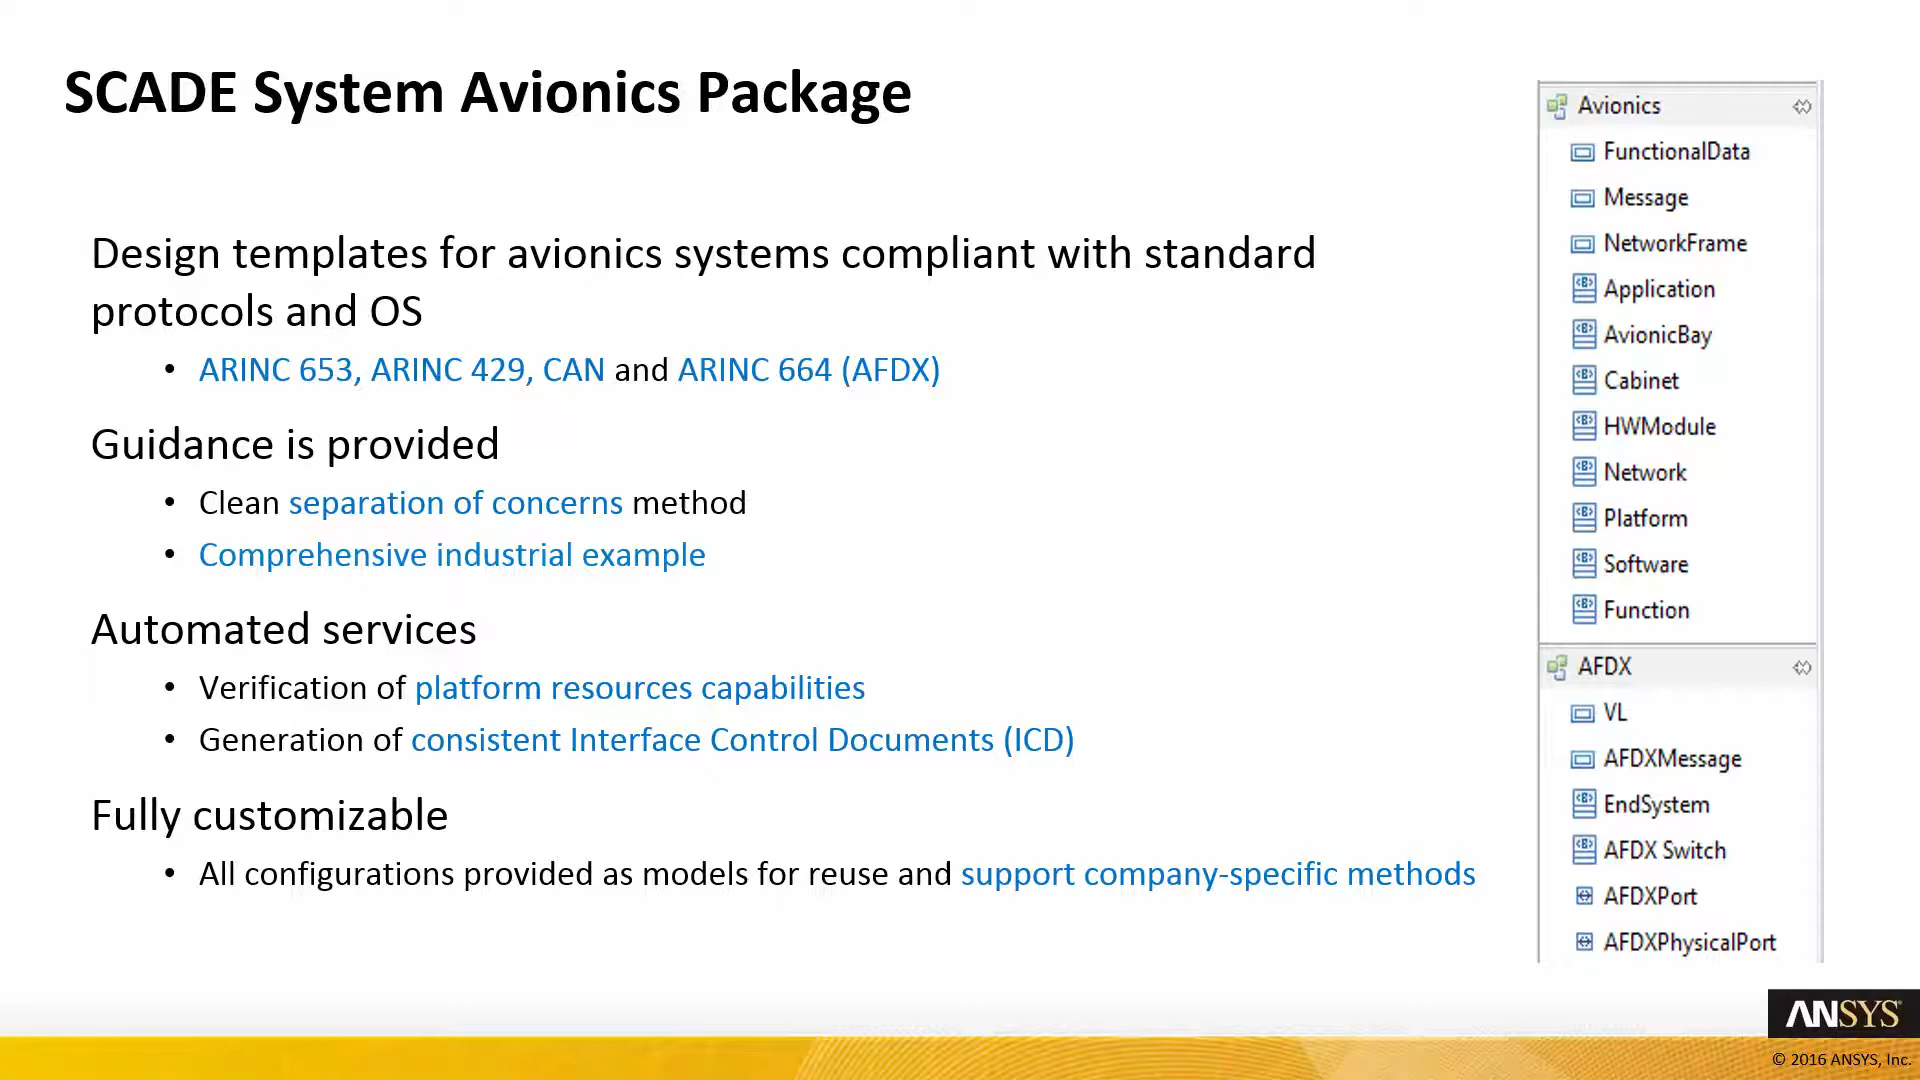 SCADE System Avionics Package
Design templates for avionics systems compliant with standard
protocols and OS
• ARINC 653, ARINC 429, CAN and ARINC 664 (AFDX)
Guidance is provided
• Clean separation of concerns method
• Comprehensive industrial example
Automated services
• Verification of platform resources capabilities
• Generation of consistent Interface Control Documents (ICD)
Fully customizable
• All configurations provided as models for reuse and support company-specific methods
Avionics
FunctionalData
Message
NetworkFrame
Application
AvionicBay
Cabinet
HWModule
Network
Platform
Software
Function
AFDX
VL
AFDXMessage
EndSystem
AFDX Switch
AFDXPort
AFDXPhysicalPort
ANSYS
© 2016 ANSYS, Inc.